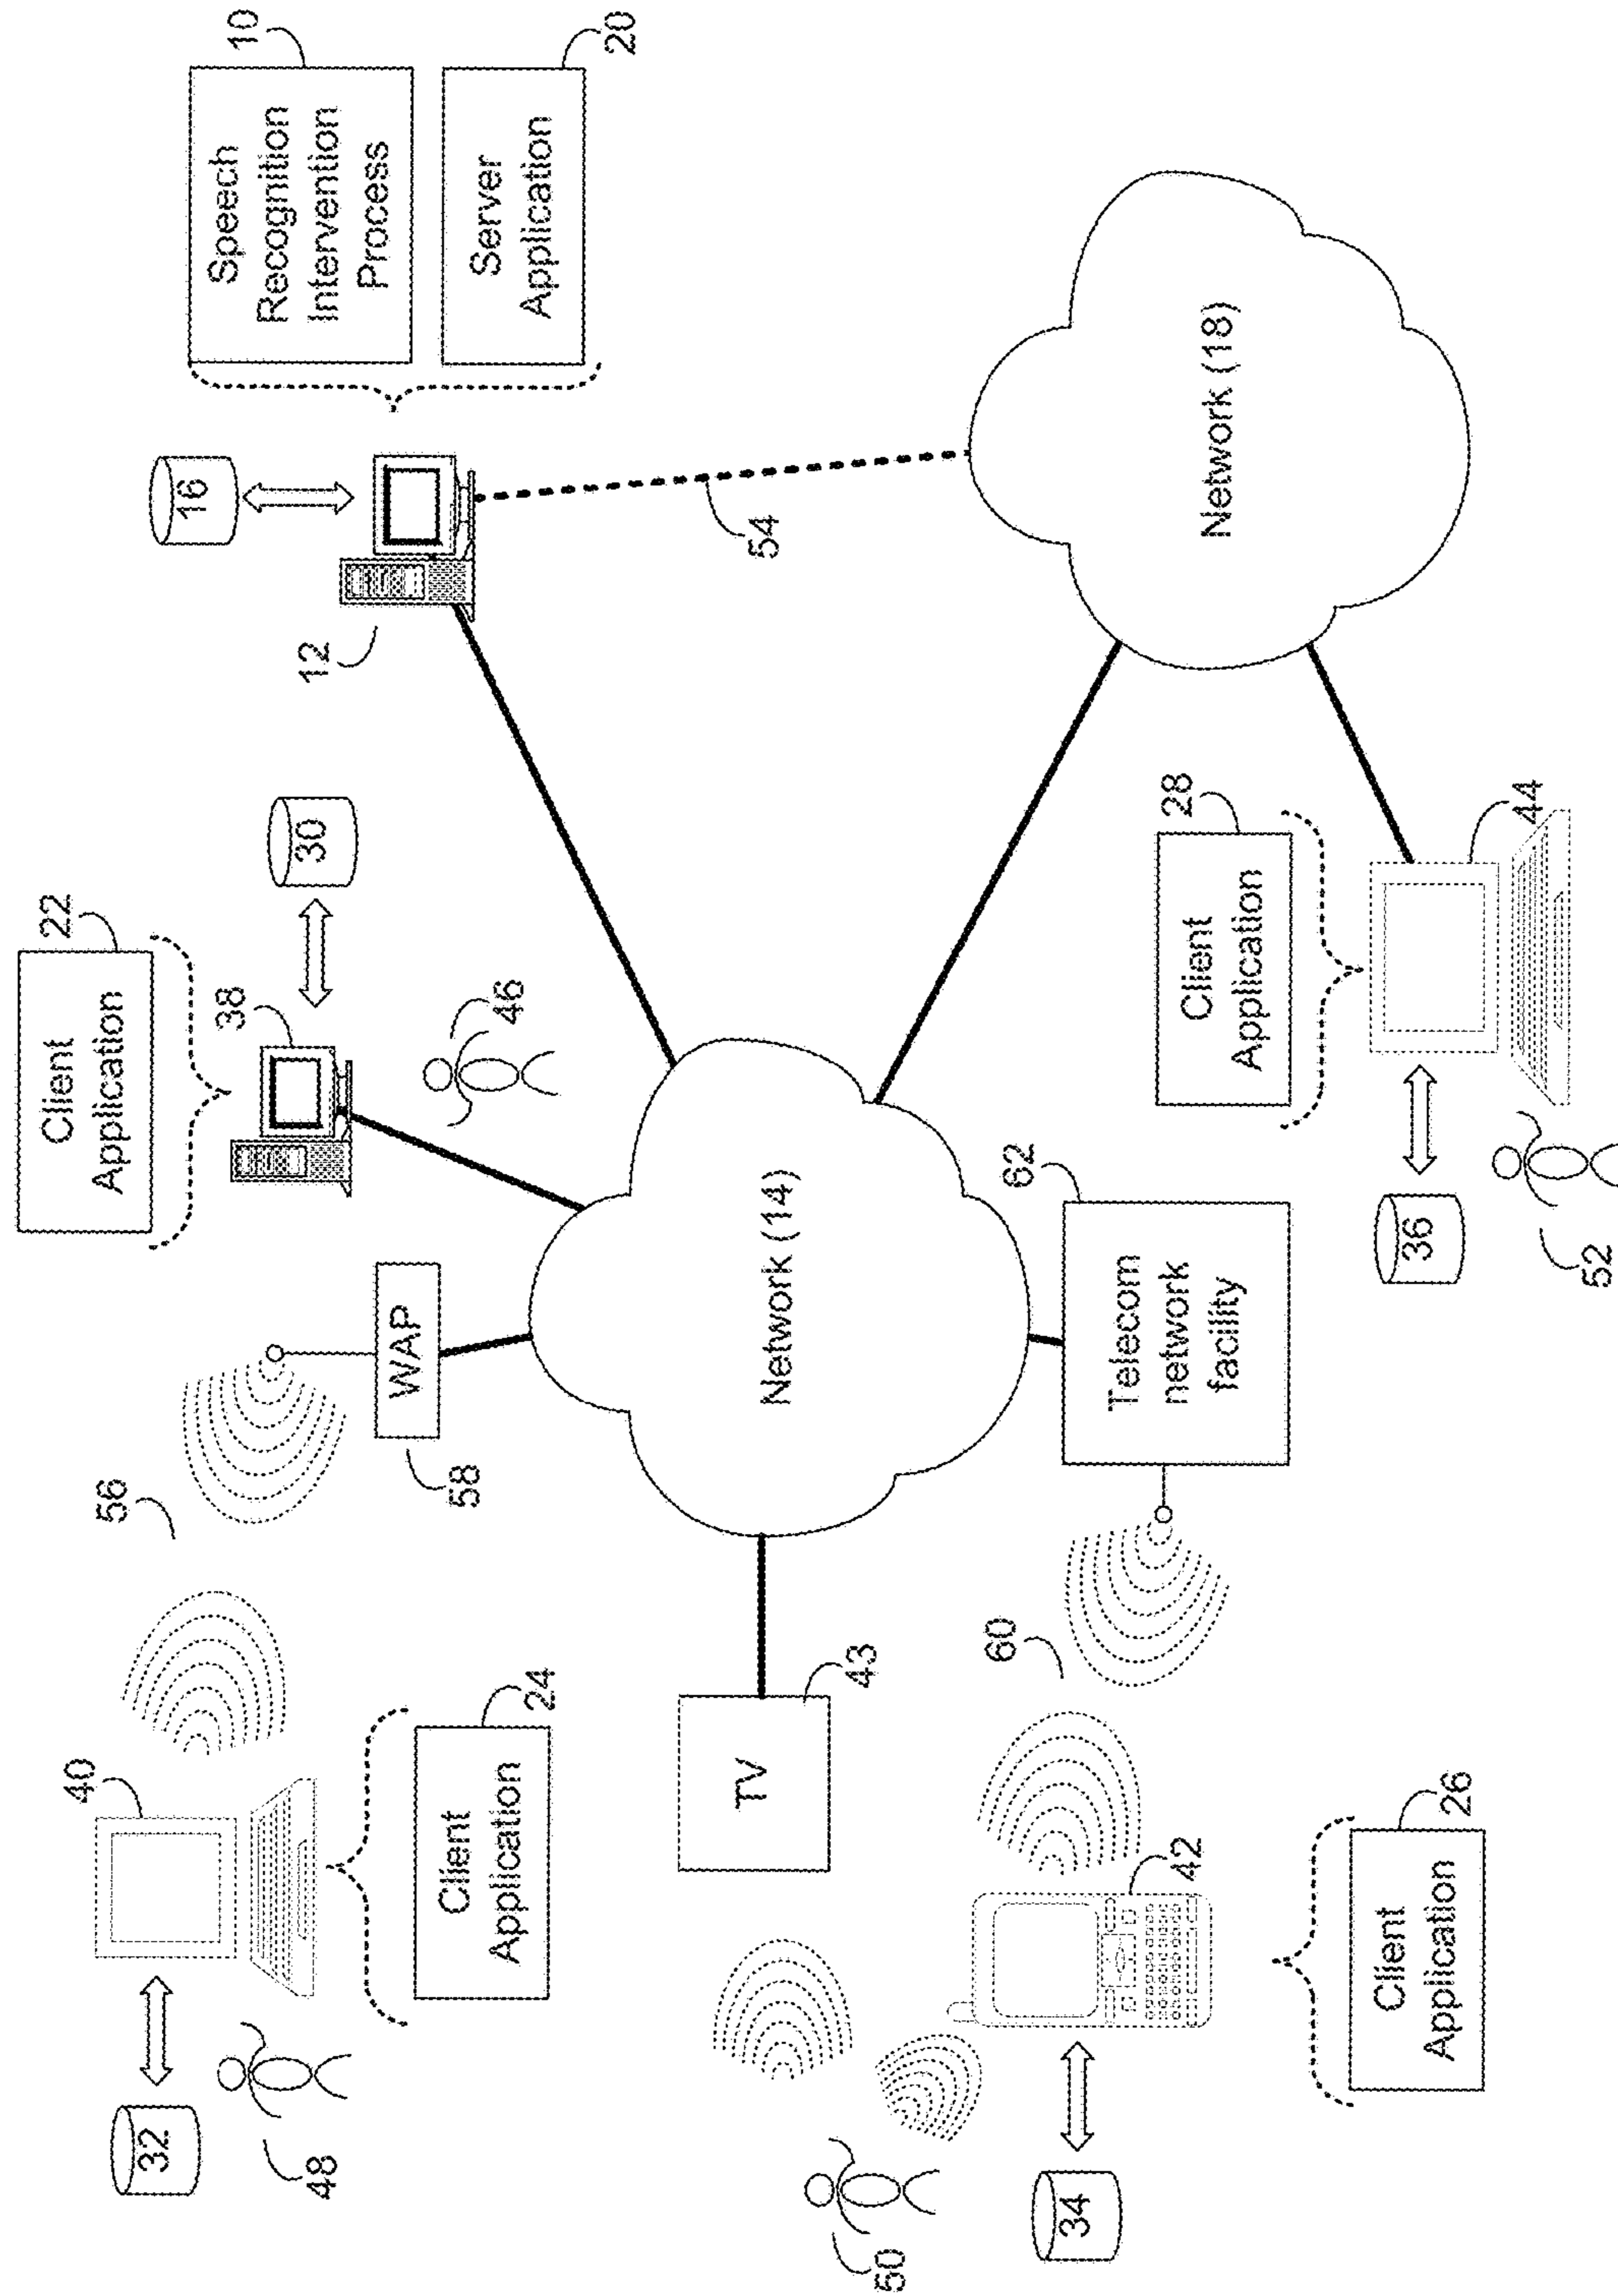 32
40
48
Client
Application
24
56
WAP
58
Client
Application
22
38
30
46
16
12
Speech
Recognition
Intervention
Process
10
Server
Application
20
TV
43
Network (14)
54
50
34
42
60
Client
Application
26
Telecom
network
facility
62
Network (18)
Client
Application
28
36
44
52